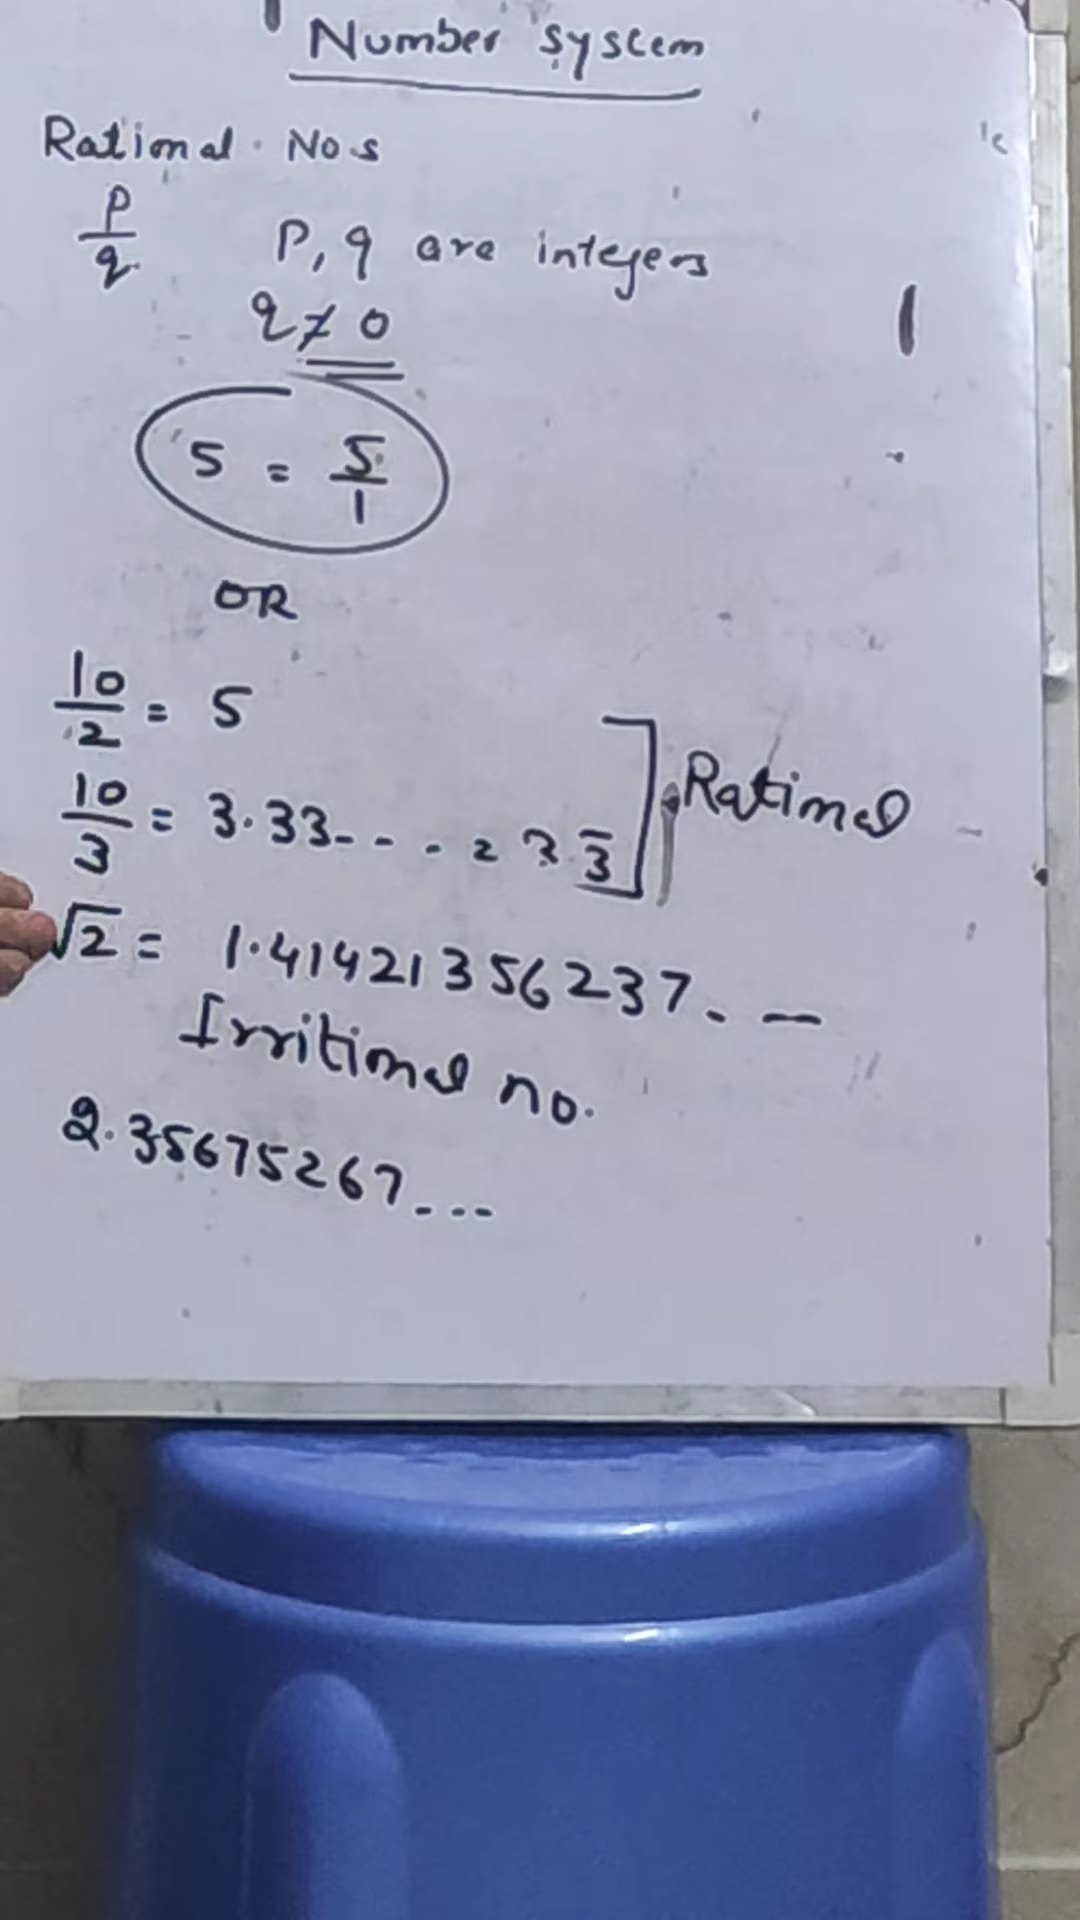 Number system
Rational Nos
p/q P, q are integers
q ≠ 0
5 = 5/1
OR
10/2 = 5
10/3 = 3.33- - - . = 3.3̅
Rational
√2 = 1.41421356237. —
Irritional no.
2.35675267 - - -